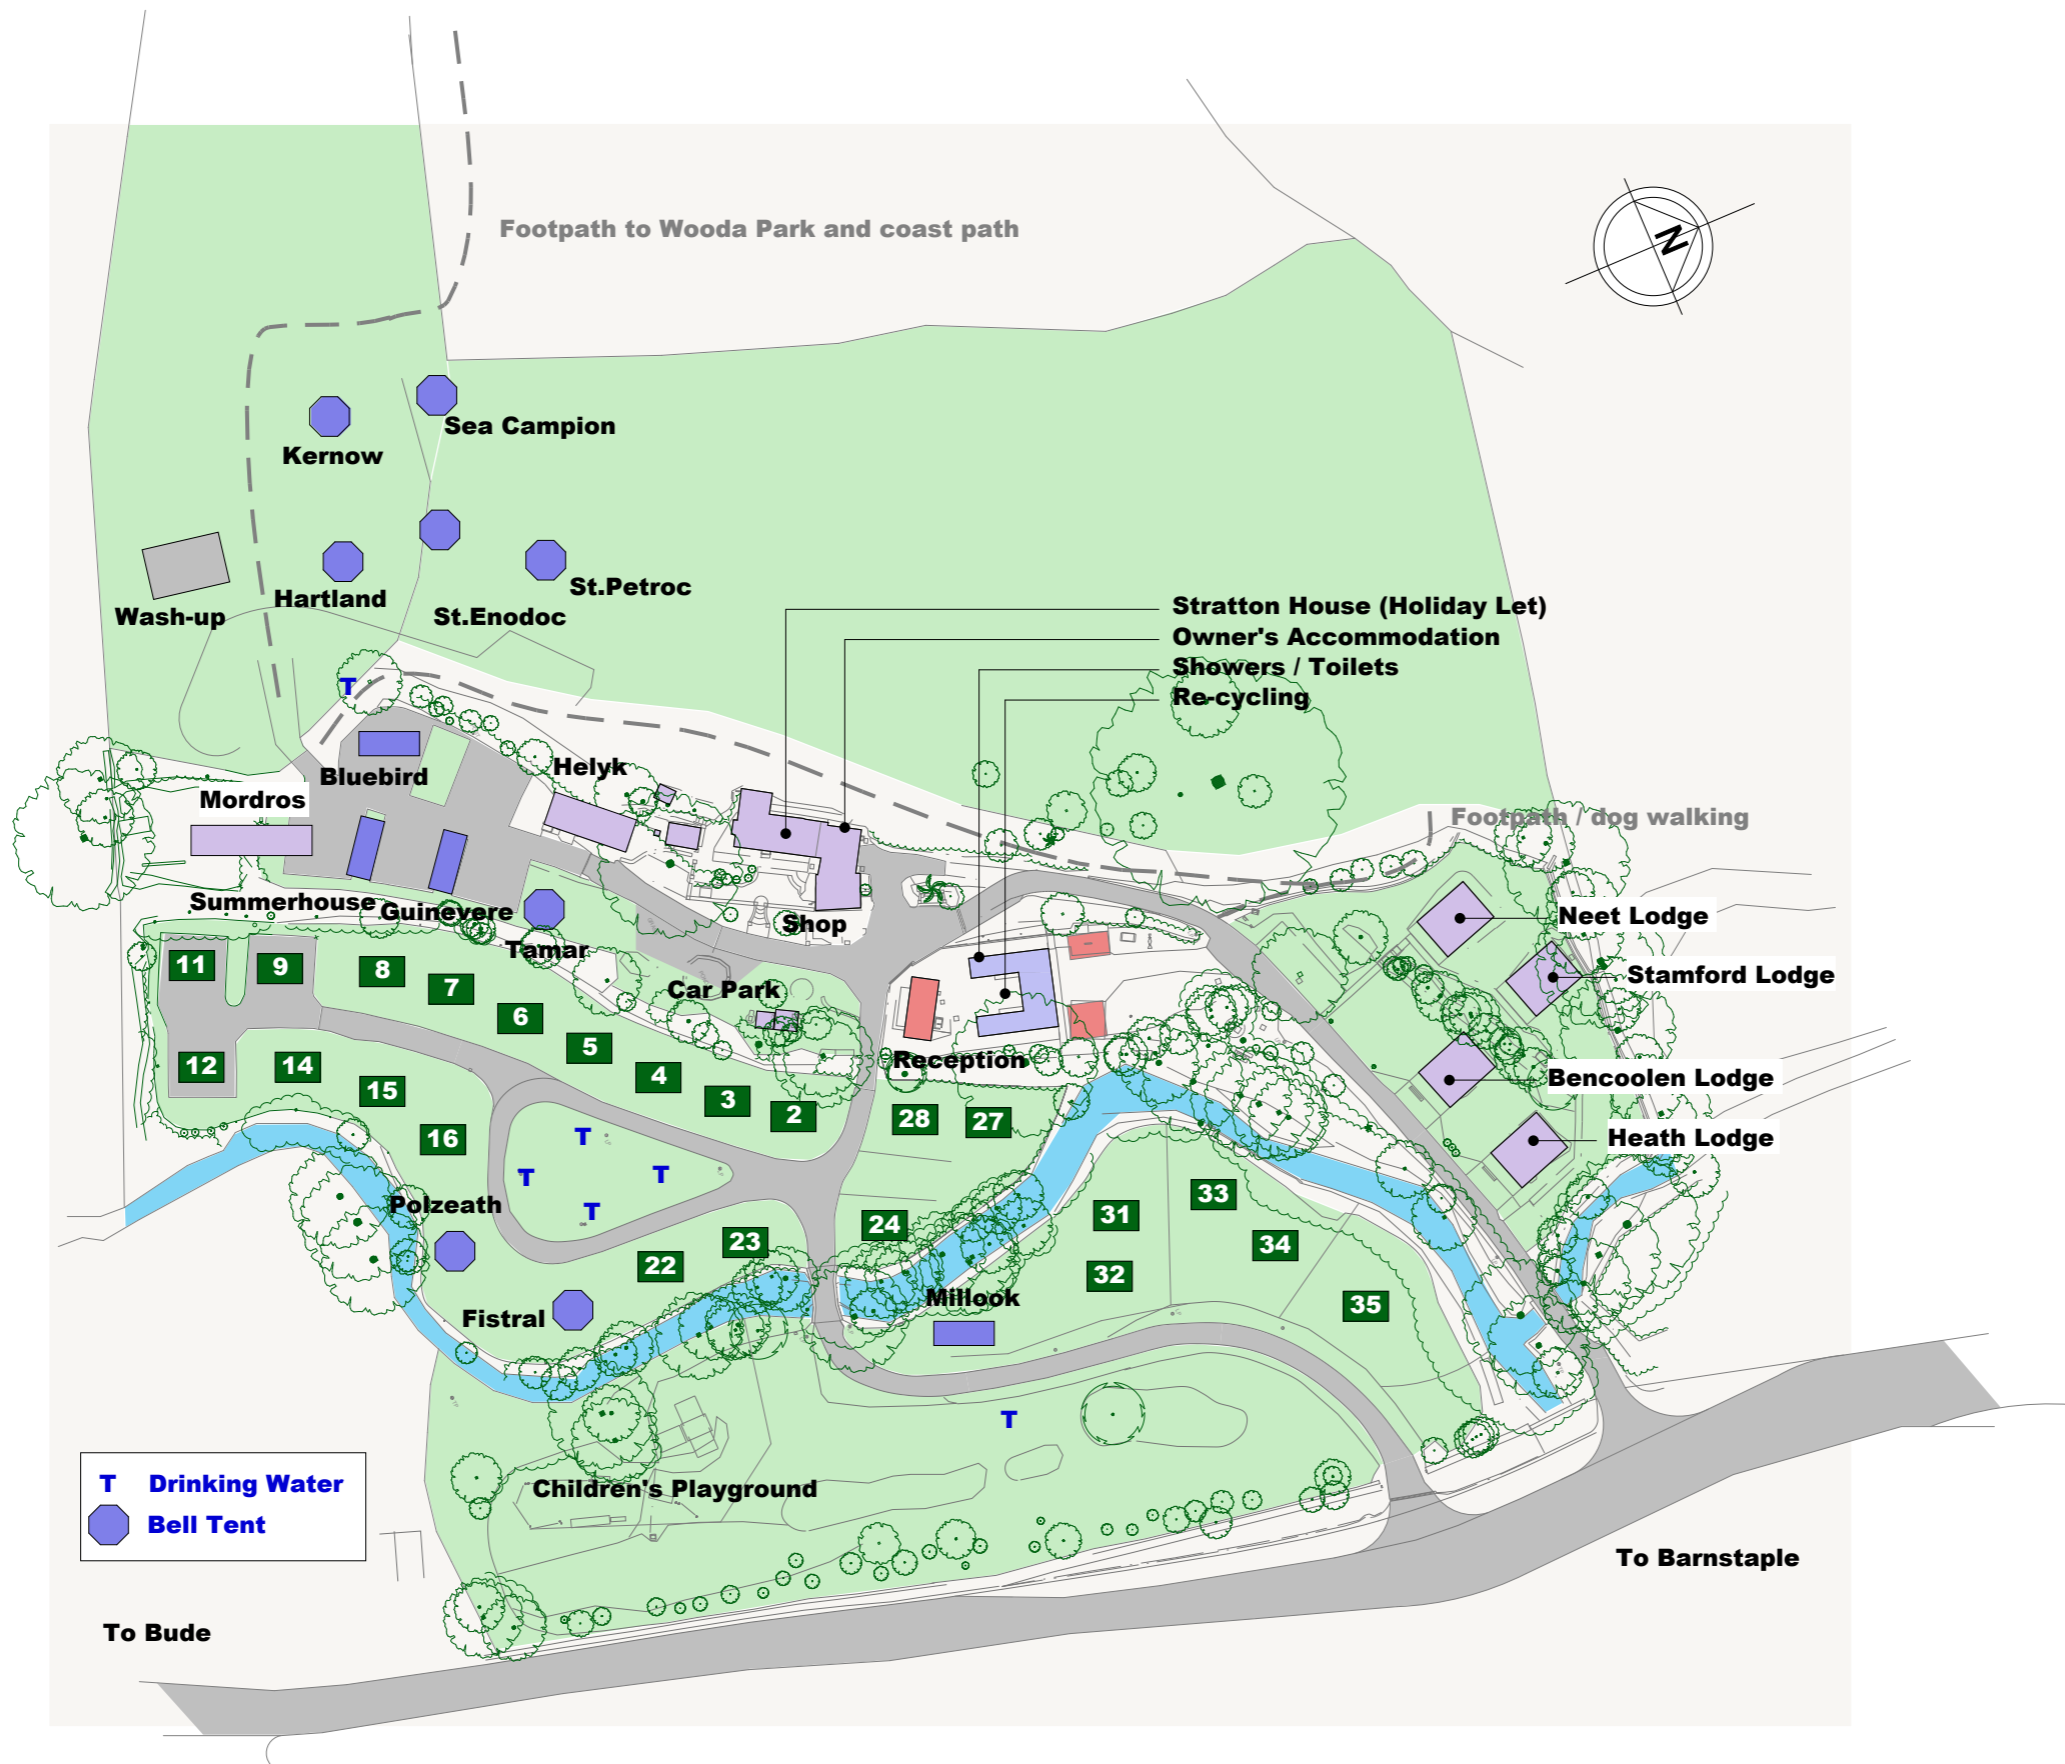 Footpath to Wooda Park and coast path
N
Sea Campion
Kernow
Hartland
St.Petroc
St.Enodoc
Wash-up
Stratton House (Holiday Let)
Owner's Accommodation
Showers / Toilets
Re-cycling
T
Bluebird
Helyk
Mordros
Footpath / dog walking
Summerhouse
Guinevere
Tamar
Shop
Neet Lodge
Stamford Lodge
Car Park
11
9
8
7
6
5
4
3
2
12
14
15
16
Reception
28
27
Bencoolen Lodge
Heath Lodge
T
T
T
T
Polzeath
22
23
24
31
33
34
32
35
Fistral
Millook
T
Children's Playground
T Drinking Water
Bell Tent
To Barnstaple
To Bude